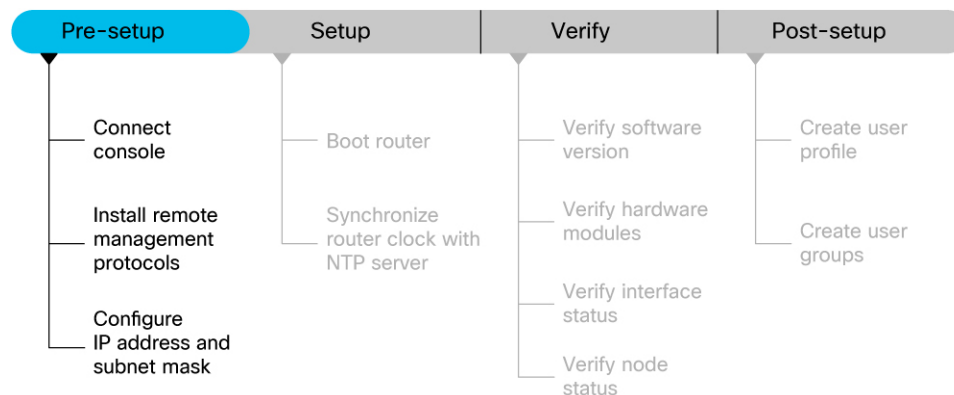 Pre-setup
Setup
Verify
Post-setup
Connect
console
Install remote
management
protocols
Configure
IP address and
subnet mask
Boot router
Synchronize
router clock with
NTP server
Verify software
version
Verify hardware
modules
Verify interface
status
Verify node
status
Create user
profile
Create user
groups